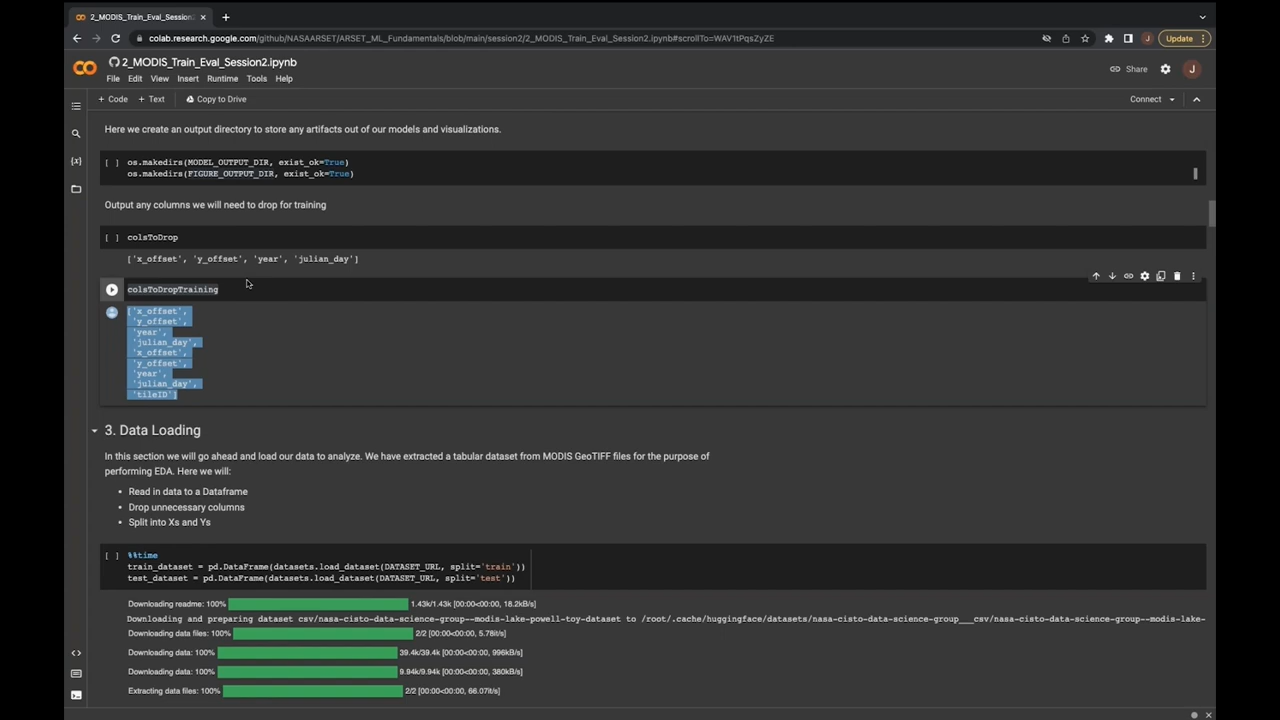 2_MODIS_Train_Eval_Session2.
colab.research.google.com/github/NASAARSET/ARSET_ML_Fundamentals/blob/main/session2/2_MODIS_Train_Eval_Session2.ipynb#scrollTo=WAV1tPqsZyZE
J
Update
2_MODIS_Train_Eval_Session2.ipynb
File Edit View Insert Runtime Tools Help
Share
J
+ Code + Text Copy to Drive
Connect
Here we create an output directory to store any artifacts out of our models and visualizations.
[ ] os.makedirs(MODEL_OUTPUT_DIR, exist_ok=True)
os.makedirs(FIGURE_OUTPUT_DIR, exist_ok=True)
Output any columns we will need to drop for training
[ ] colsToDrop
['x_offset', 'y_offset', 'year', 'julian_day']
colsToDropTraining
['x_offset',
'y_offset',
'year',
'julian_day',
'x_offset',
'y_offset',
'year',
'julian_day',
'tileID']
3. Data Loading
In this section we will go ahead and load our data to analyze. We have extracted a tabular dataset from MODIS GeoTIFF files for the purpose of
performing EDA. Here we will:
• Read in data to a Dataframe
• Drop unnecessary columns
• Split into Xs and Ys
[ ] %%time
train_dataset = pd.DataFrame(datasets.load_dataset(DATASET_URL, split='train'))
test_dataset = pd.DataFrame(datasets.load_dataset(DATASET_URL, split='test'))
Downloading readme: 100% 1.43k/1.43k [00:00<00:00, 18.2kB/s]
Downloading and preparing dataset csv/nasa-cisto-data-science-group--modis-lake-powell-toy-dataset to /root/.cache/huggingface/datasets/nasa-cisto-data-science-group___csv/nasa-cisto-data-science-group--modis-lake-
Downloading data files: 100% 2/2 [00:00<00:00, 5.78it/s]
Downloading data: 100% 39.4k/39.4k [00:00<00:00, 996kB/s]
Downloading data: 100% 9.94k/9.94k [00:00<00:00, 380kB/s]
Extracting data files: 100% 2/2 [00:00<00:00, 66.07it/s]